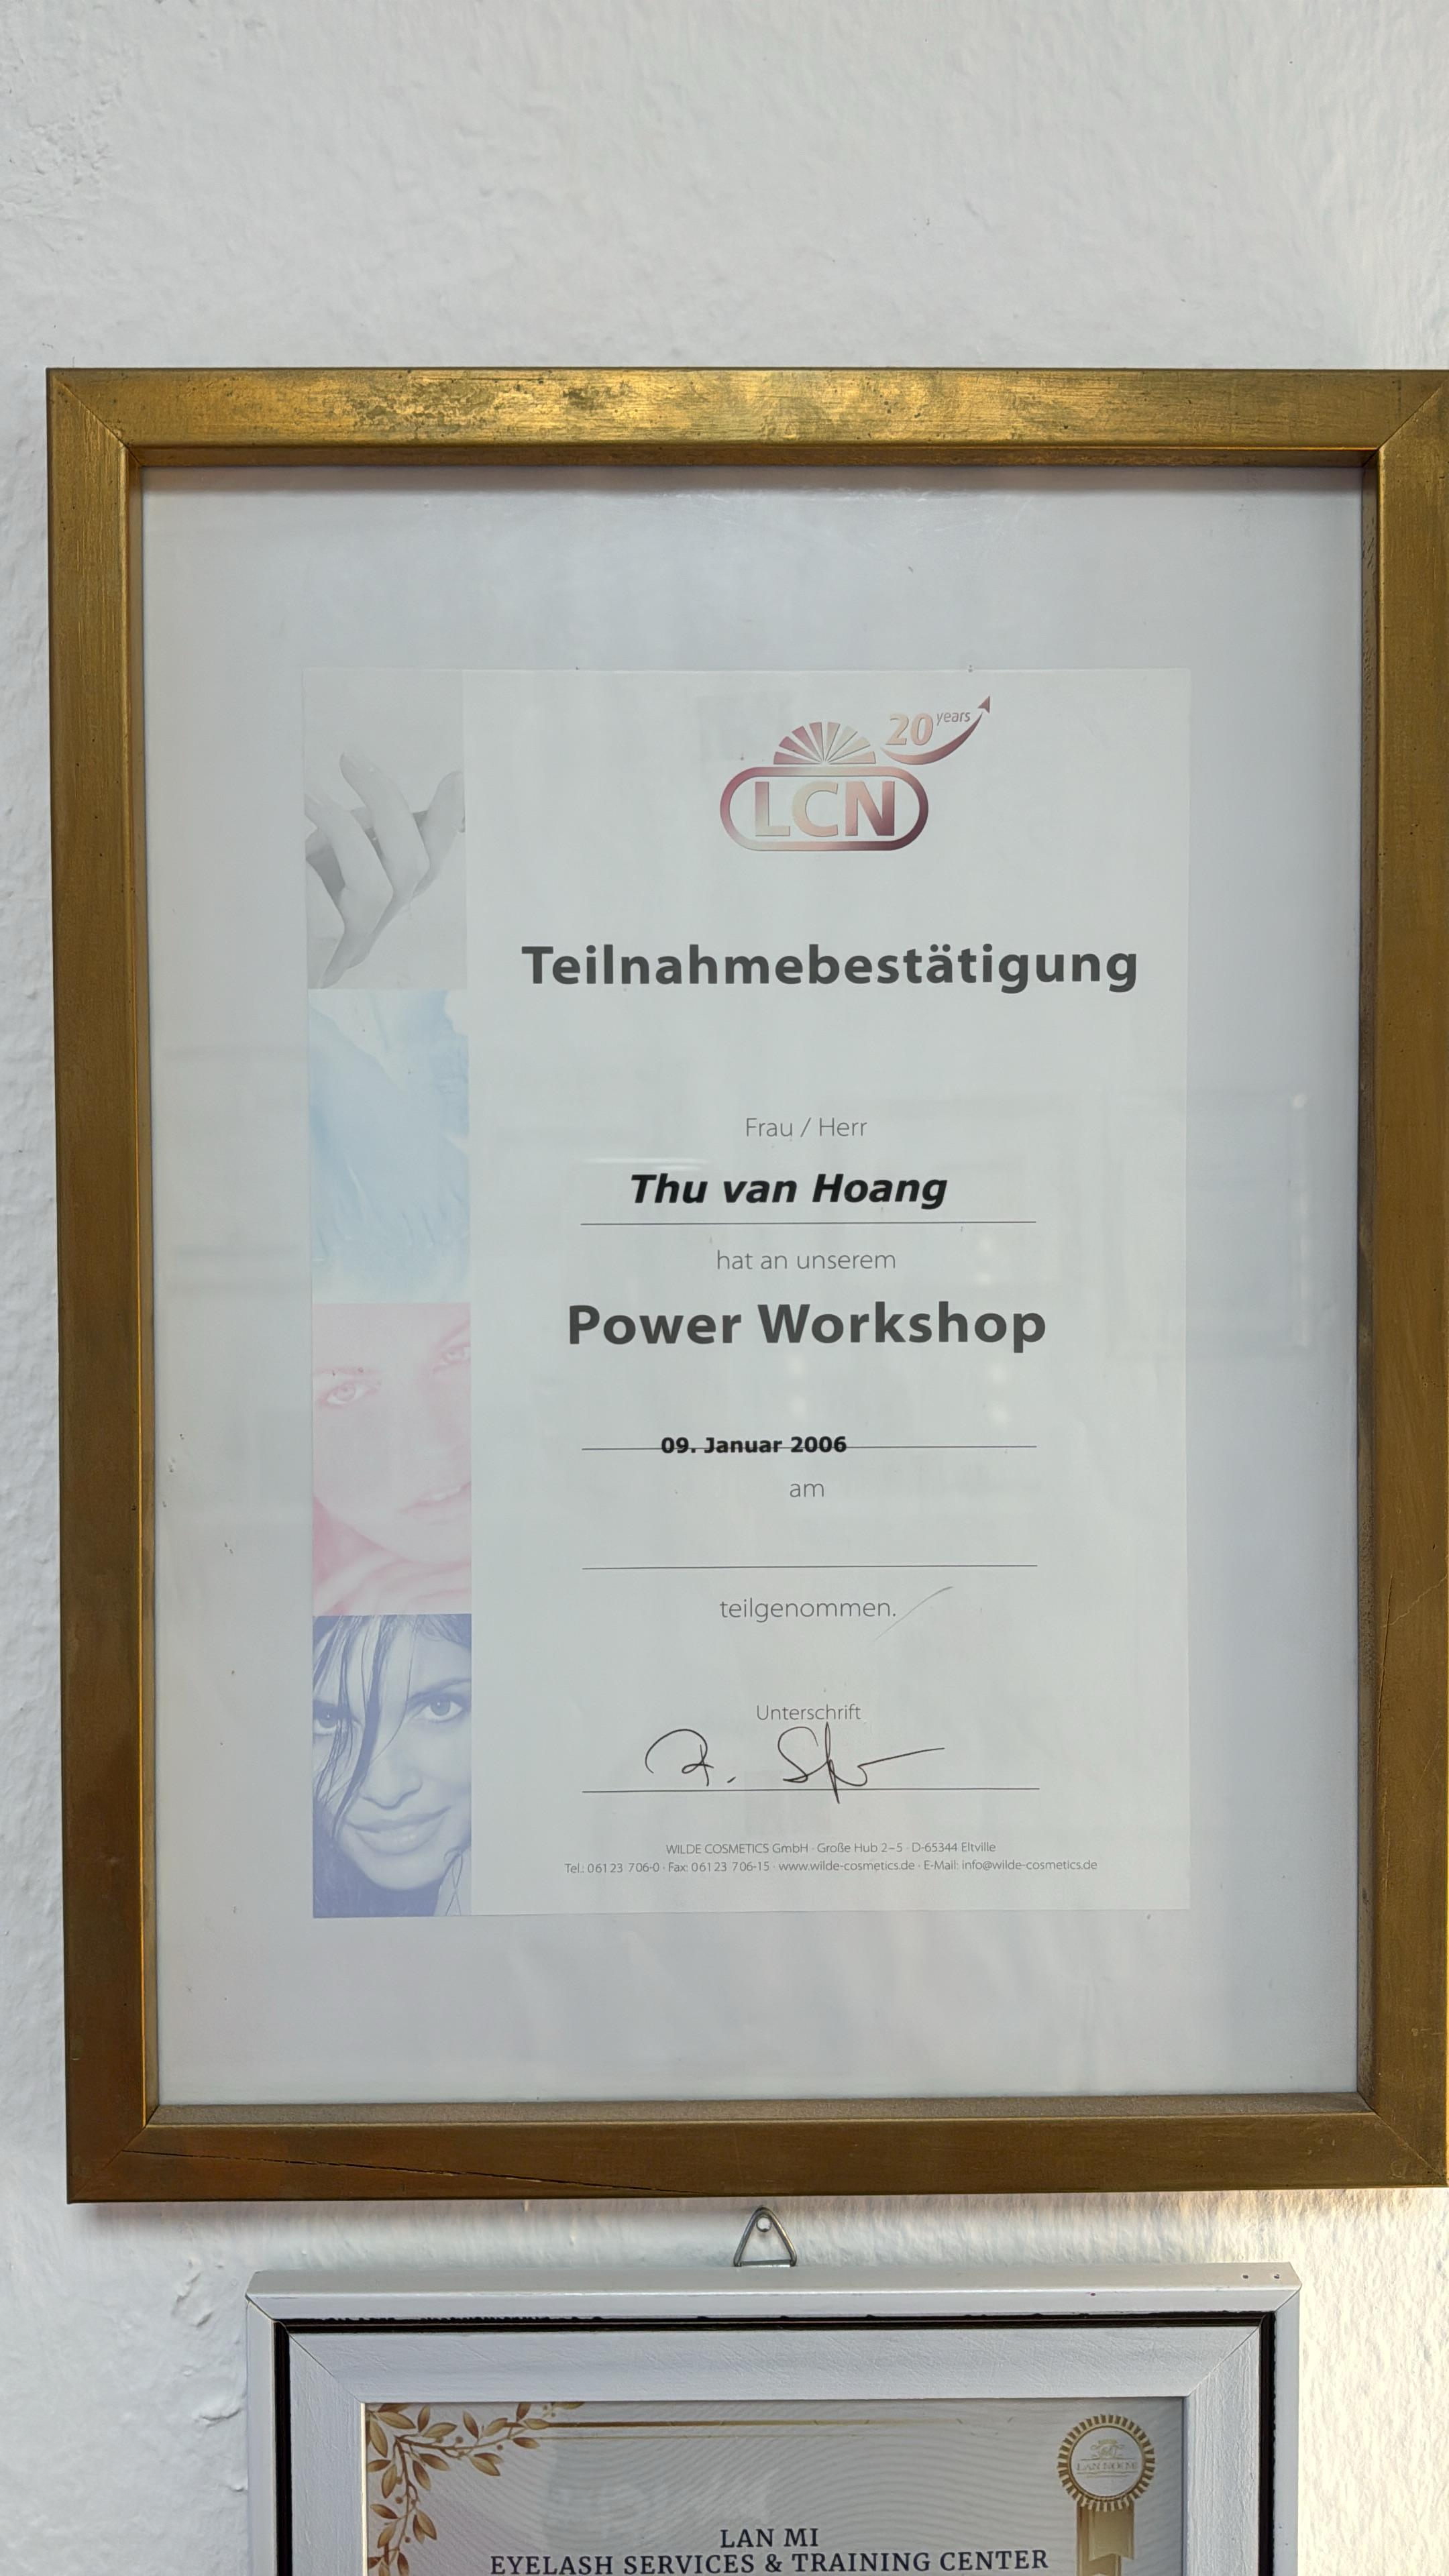 20 years
LCN
Teilnahmebestätigung
Frau / Herr
Thu van Hoang
hat an unserem
Power Workshop
09. Januar 2006
am
teilgenommen.
Unterschrift
WILDE COSMETICS GmbH · Große Hub 2–5 · D-65344 Eltville
Tel.: 06123 706-0 · Fax: 06123 706-15 · www.wilde-cosmetics.de · E-Mail: info@wilde-cosmetics.de
LAN MI
EYELASH SERVICES & TRAINING CENTER